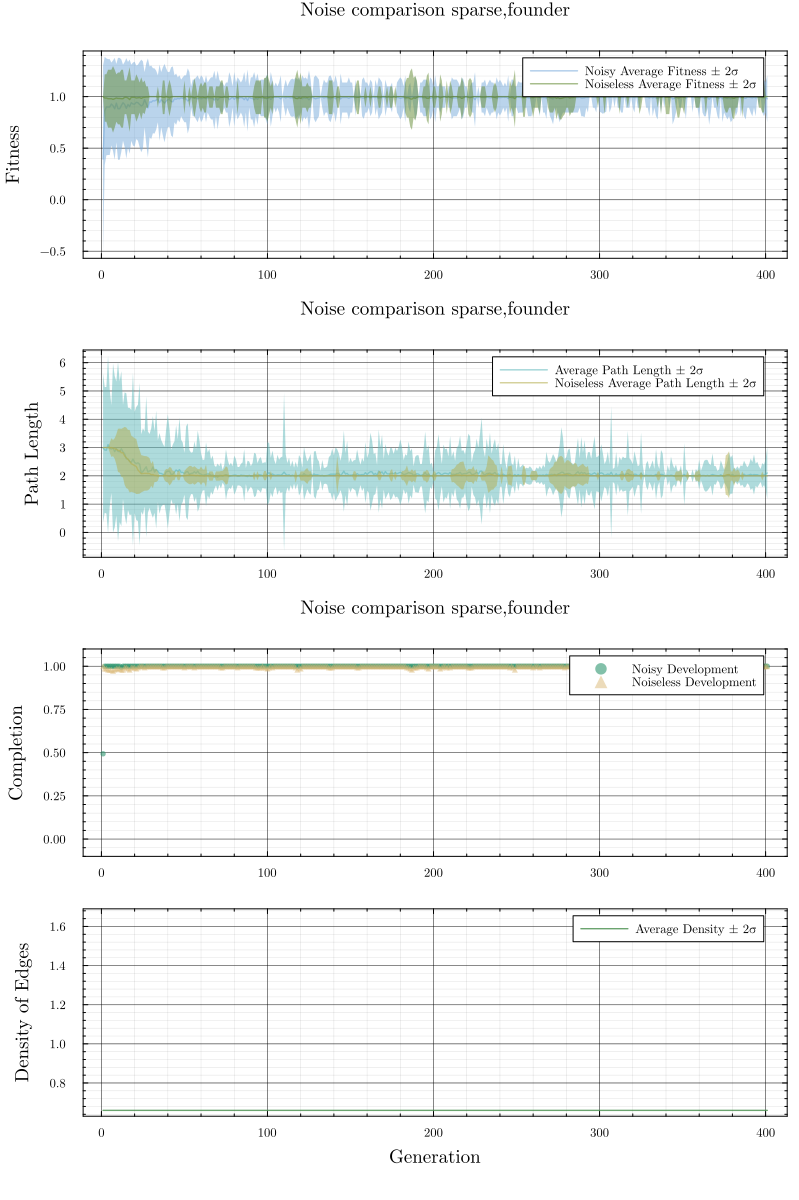 Noise comparison sparse,founder
Fitness
1.0
0.5
0.0
−0.5
0 100 200 300 400
Noisy Average Fitness ± 2σ
Noiseless Average Fitness ± 2σ
Noise comparison sparse,founder
Path Length
6
5
4
3
2
1
0
0 100 200 300 400
Average Path Length ± 2σ
Noiseless Average Path Length ± 2σ
Noise comparison sparse,founder
Completion
1.00
0.75
0.50
0.25
0.00
0 100 200 300 400
Noisy Development
Noiseless Development
Density of Edges
1.6
1.4
1.2
1.0
0.8
0 100 200 300 400
Average Density ± 2σ
Generation